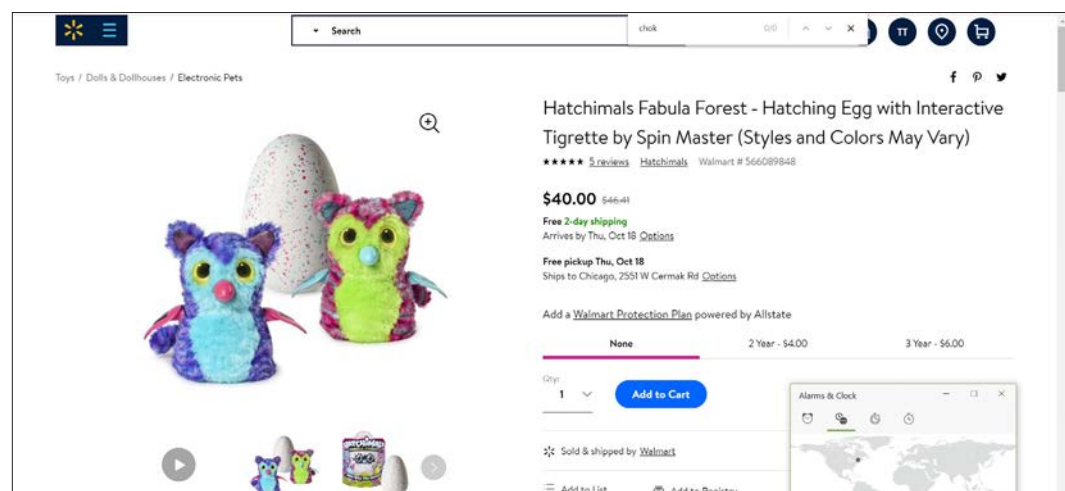 Search
chok
0/0
Toys / Dolls & Dollhouses / Electronic Pets
Hatchimals Fabula Forest - Hatching Egg with Interactive
Tigrette by Spin Master (Styles and Colors May Vary)
5 reviews Hatchimals Walmart # 566089848
$40.00 $46.41
Free 2-day shipping
Arrives by Thu, Oct 18 Options
Free pickup Thu, Oct 18
Ships to Chicago, 2551 W Cermak Rd Options
Add a Walmart Protection Plan powered by Allstate
None 2 Year - $4.00 3 Year - $6.00
Qty:
1 Add to Cart
Alarms & Clock
Sold & shipped by Walmart
HATCHIMALS
Add to List Add to Registry